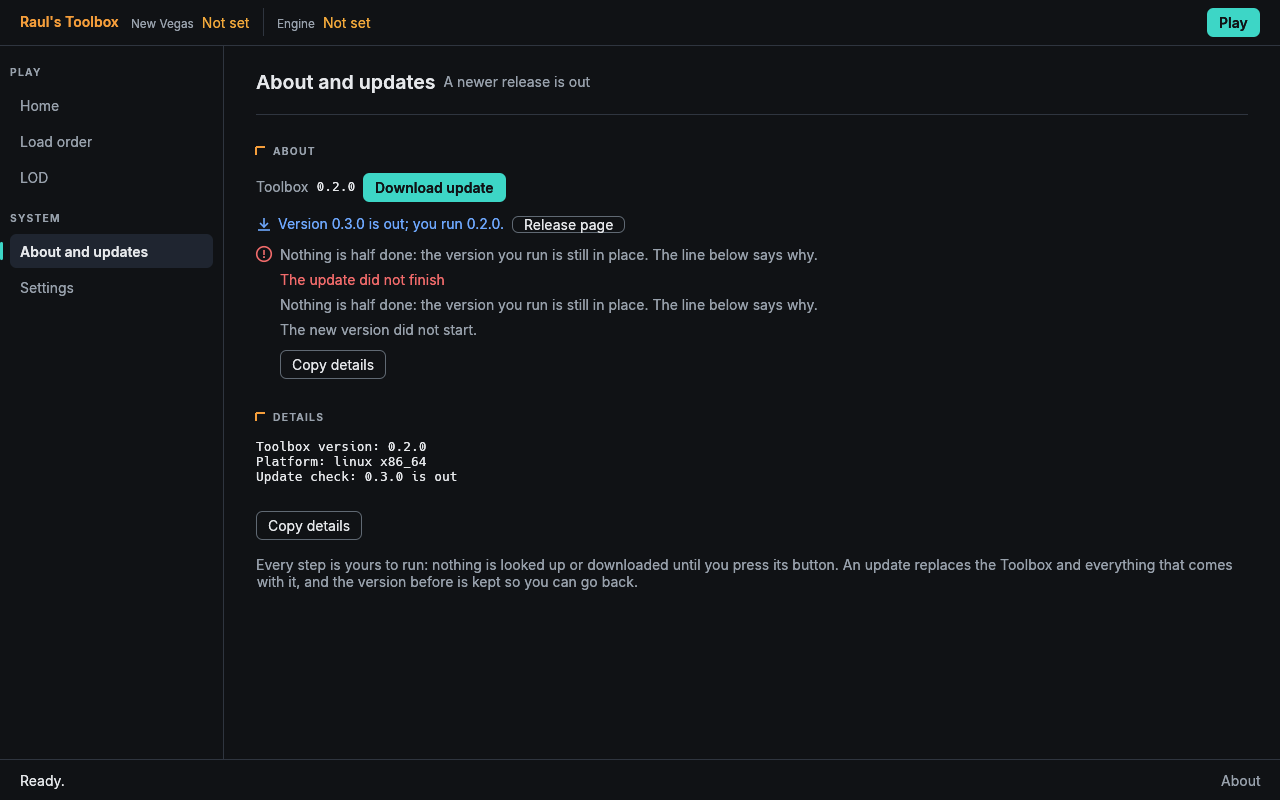 Raul's Toolbox New Vegas Not set Engine Not set Play
PLAY
Home
Load order
LOD
SYSTEM
About and updates
Settings
About and updates A newer release is out
ABOUT
Toolbox 0.2.0 Download update
Version 0.3.0 is out; you run 0.2.0. Release page
Nothing is half done: the version you run is still in place. The line below says why.
The update did not finish
Nothing is half done: the version you run is still in place. The line below says why.
The new version did not start.
Copy details
DETAILS
Toolbox version: 0.2.0
Platform: linux x86_64
Update check: 0.3.0 is out
Copy details
Every step is yours to run: nothing is looked up or downloaded until you press its button. An update replaces the Toolbox and everything that comes
with it, and the version before is kept so you can go back.
Ready. About